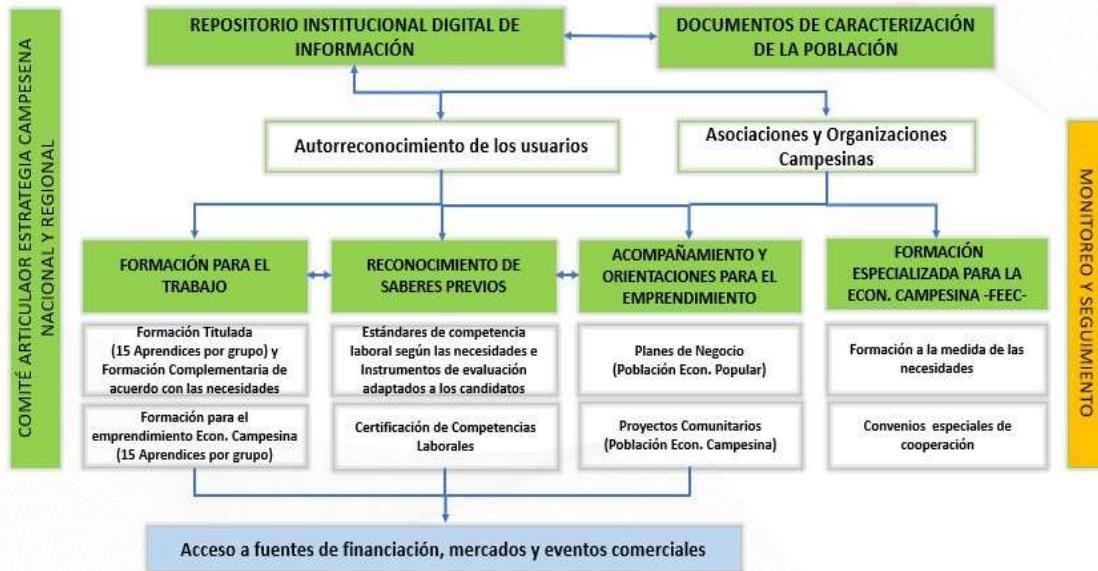 COMITÉ ARTICULAOR ESTRATEGIA CAMPESENA
NACIONAL Y REGIONAL
REPOSITORIO INSTITUCIONAL DIGITAL DE
INFORMACIÓN
DOCUMENTOS DE CARACTERIZACIÓN
DE LA POBLACIÓN
Autorreconocimiento de los usuarios
Asociaciones y Organizaciones
Campesinas
FORMACIÓN PARA EL
TRABAJO
RECONOCIMIENTO DE
SABERES PREVIOS
ACOMPAÑAMIENTO Y
ORIENTACIONES PARA EL
EMPRENDIMIENTO
FORMACIÓN
ESPECIALIZADA PARA LA
ECON. CAMPESINA -FEEC-
Formación Titulada
(15 Aprendices por grupo) y
Formación Complementaria de
acuerdo con las necesidades
Estándares de competencia
laboral según las necesidades e
Instrumentos de evaluación
adaptados a los candidatos
Planes de Negocio
(Población Econ. Popular)
Formación a la medida de las
necesidades
Formación para el
emprendimiento Econ. Campesina
(15 Aprendices por grupo)
Certificación de Competencias
Laborales
Proyectos Comunitarios
(Población Econ. Campesina)
Convenios especiales de
cooperación
Acceso a fuentes de financiación, mercados y eventos comerciales
MONITOREO Y SEGUIMIENTO